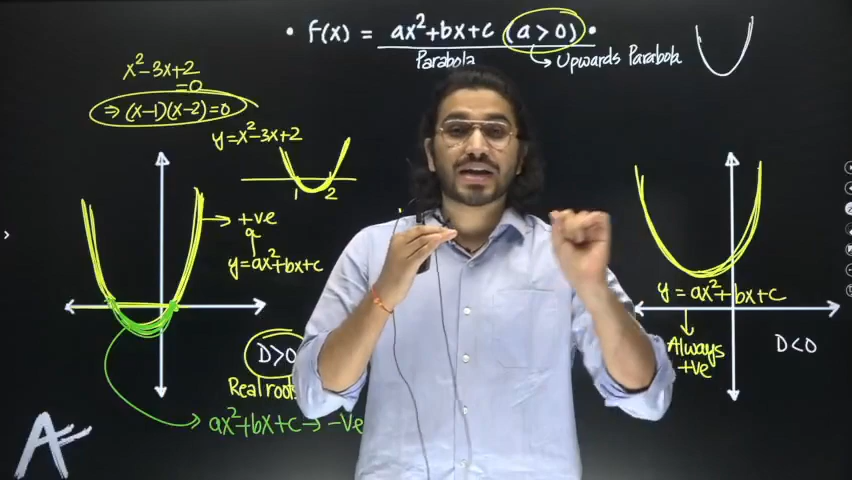 • f(x) = ax²+bx+c (a > 0) •
Parabola
Upwards Parabola
x²-3x+2
=0
⇒ (x-1)(x-2)=0
y=x²-3x+2
1 2
+ve
y=ax²+bx+c
D>0
Real roots
ax²+bx+c → -ve
y = ax²+bx+c
Always
+ve
D<0